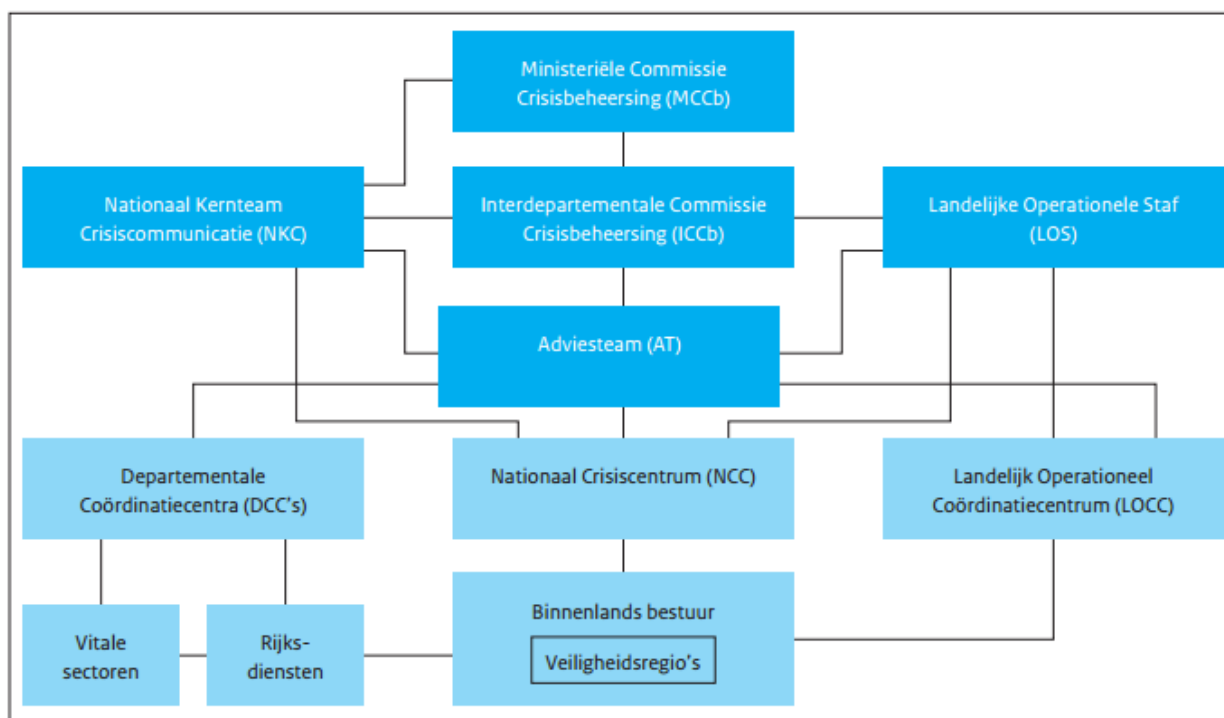 Ministeriële Commissie
Crisisbeheersing (MCCb)
Nationaal Kernteam
Crisiscommunicatie (NKC)
Interdepartementale Commissie
Crisisbeheersing (ICCb)
Landelijke Operationele Staf
(LOS)
Adviesteam (AT)
Departementale
Coördinatiecentra (DCC's)
Nationaal Crisiscentrum (NCC)
Landelijk Operationeel
Coördinatiecentrum (LOCC)
Vitale
sectoren
Rijks-
diensten
Binnenlands bestuur
Veiligheidsregio's